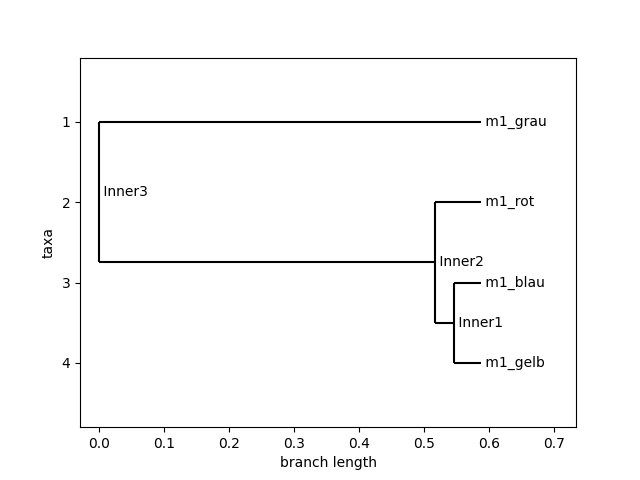 1
m1_grau
Inner3
2
m1_rot
taxa
Inner2
3
m1_blau
Inner1
4
m1_gelb
0.0 0.1 0.2 0.3 0.4 0.5 0.6 0.7
branch length